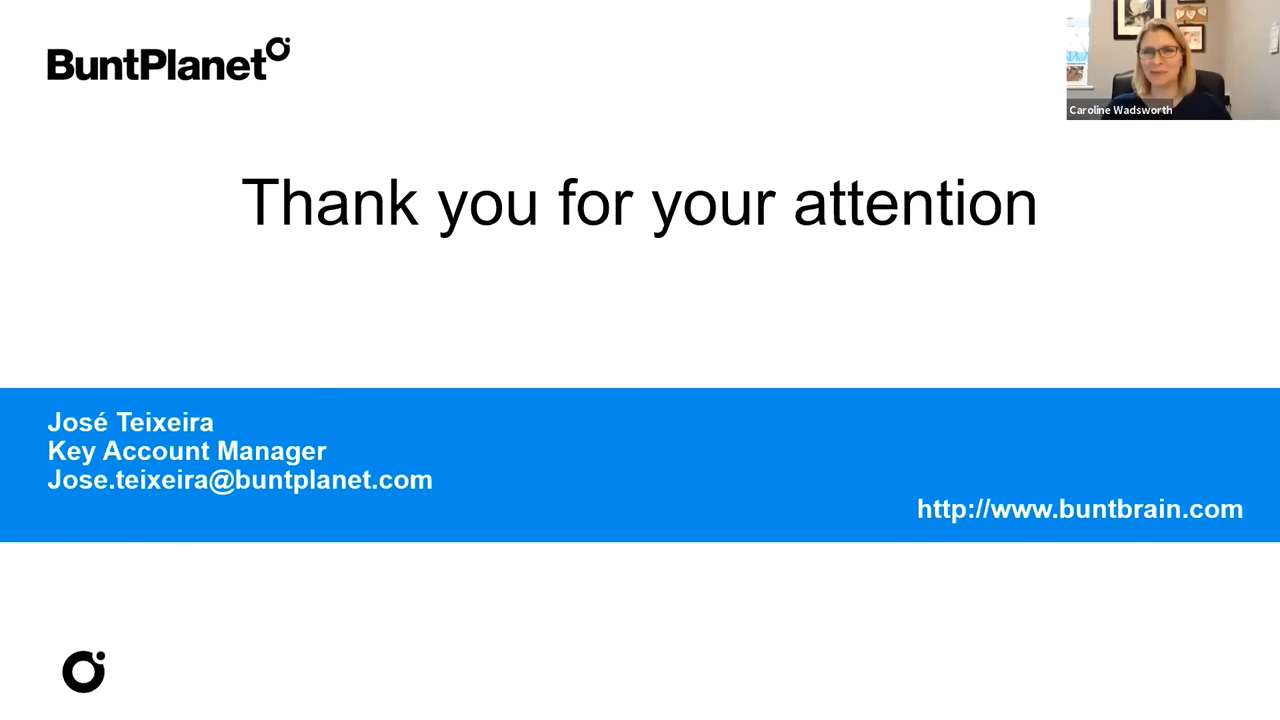 BuntPlanet
Caroline Wadsworth
Thank you for your attention
José Teixeira
Key Account Manager
Jose.teixeira@buntplanet.com
http://www.buntbrain.com